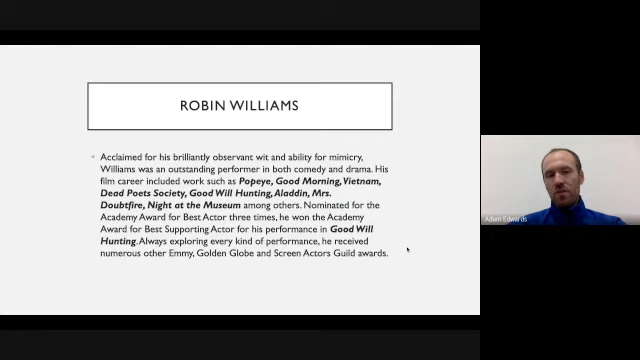 ROBIN WILLIAMS
• Acclaimed for his brilliantly observant wit and ability for mimicry,
Williams was an outstanding performer in both comedy and drama. His
film career included work such as Popeye, Good Morning, Vietnam,
Dead Poets Society, Good Will Hunting, Aladdin, Mrs.
Doubtfire, Night at the Museum among others. Nominated for the
Academy Award for Best Actor three times, he won the Academy
Award for Best Supporting Actor for his performance in Good Will
Hunting. Always exploring every kind of performance, he received
numerous other Emmy, Golden Globe and Screen Actors Guild awards.
Adam Edwards